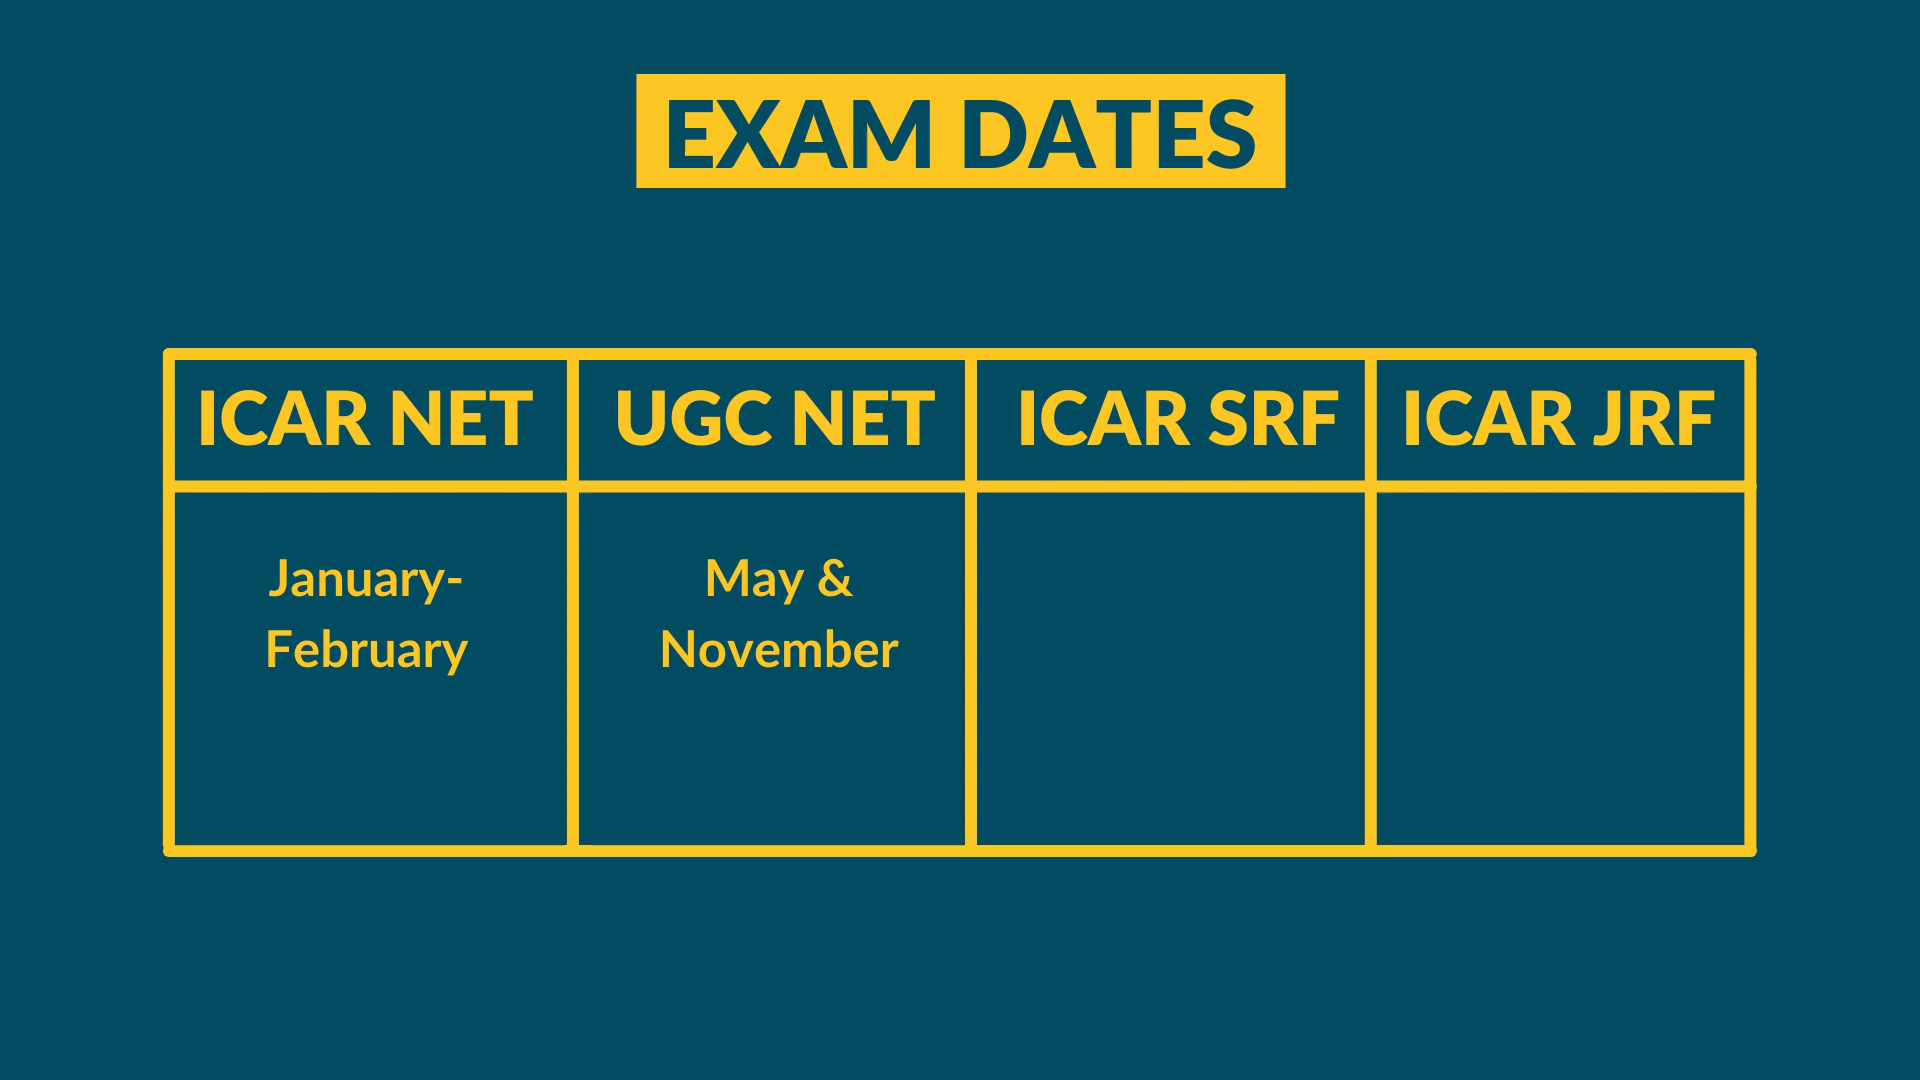 EXAM DATES
ICAR NET
UGC NET
ICAR SRF
ICAR JRF
January-
February
May &
November